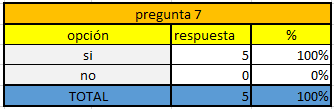 pregunta 7
opción respuesta %
si 5 100%
no 0 0%
TOTAL 5 100%